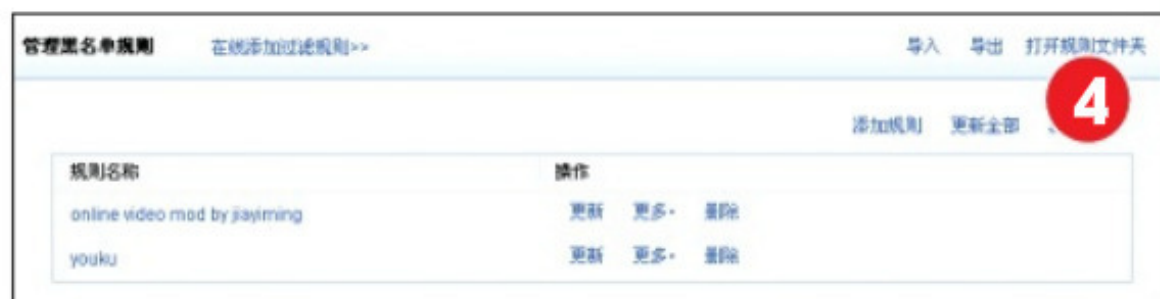 管理黑名单规则 在线添加过滤规则>> 导入 导出 打开规则文件夹
4
添加规则 更新全部
规则名称 操作
online video mod by jiayiming 更新 更多 删除
youku 更新 更多 删除